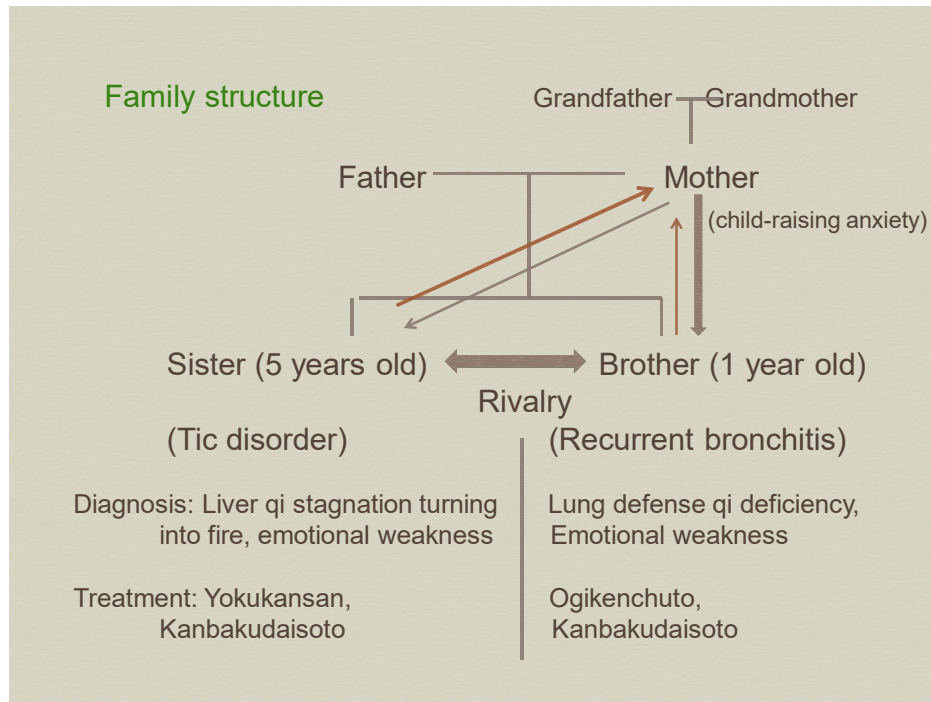 Family structure
Grandfather Grandmother
Father Mother
(child-raising anxiety)
Sister (5 years old) Brother (1 year old)
Rivalry
(Tic disorder) (Recurrent bronchitis)
Diagnosis: Liver qi stagnation turning
into fire, emotional weakness
Lung defense qi deficiency,
Emotional weakness
Treatment: Yokukansan,
Kanbakudaisoto
Ogikenchuto,
Kanbakudaisoto